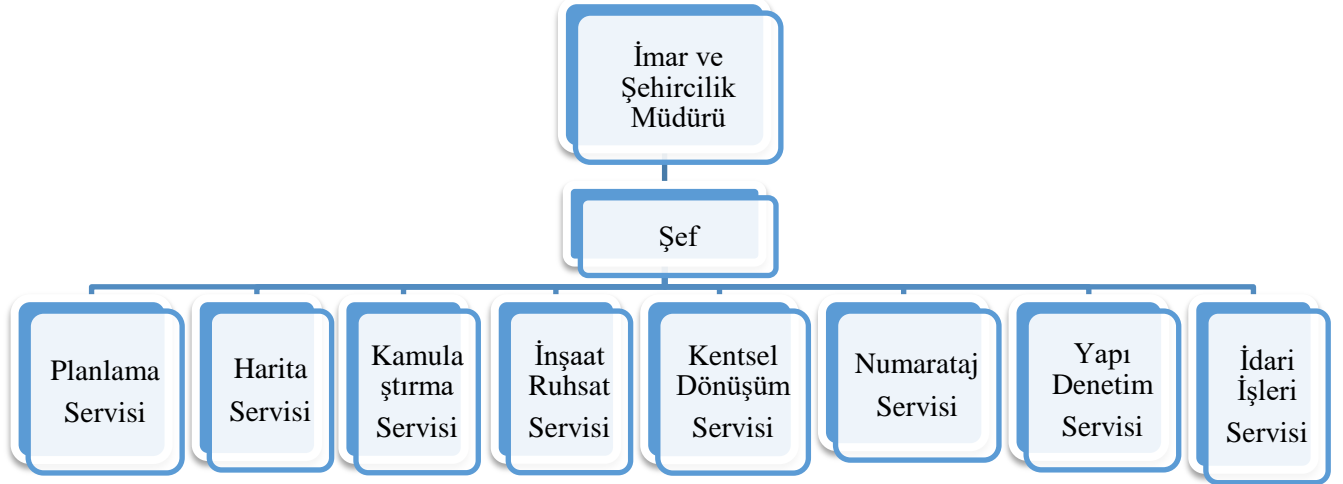 İmar ve
Şehircilik
Müdürü
Şef
Planlama
Servisi
Harita
Servisi
Kamula
ştırma
Servisi
İnşaat
Ruhsat
Servisi
Kentsel
Dönüşüm
Servisi
Numarataj
Servisi
Yapı
Denetim
Servisi
İdari
İşleri
Servisi